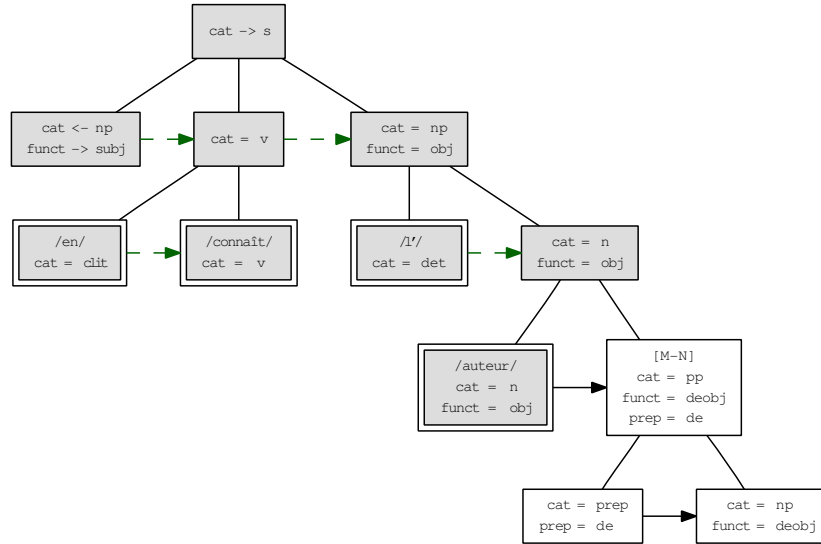 cat -> s
cat <- np
funct -> subj
cat = v
cat = np
funct = obj
/en/
cat = clit
/connaît/
cat = v
/l'/
cat = det
cat = n
funct = obj
/auteur/
cat = n
funct = obj
[M-N]
cat = pp
funct = deobj
prep = de
cat = prep
prep = de
cat = np
funct = deobj